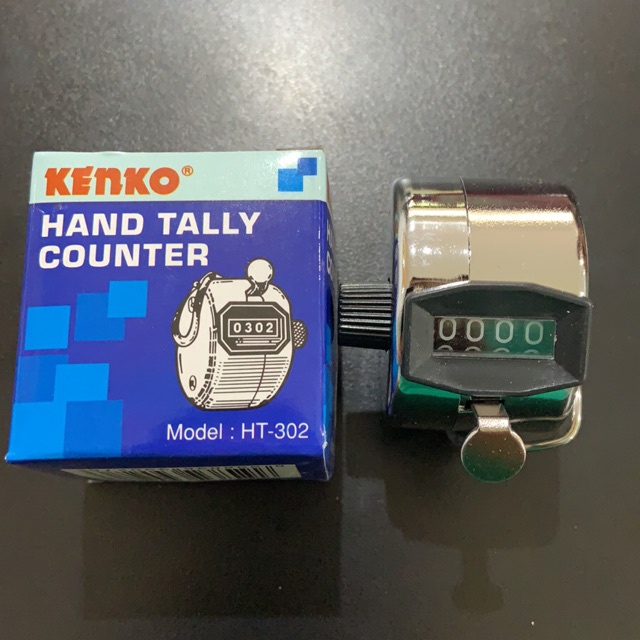 KENKO®
HAND TALLY
COUNTER
0302
Model : HT-302
0000